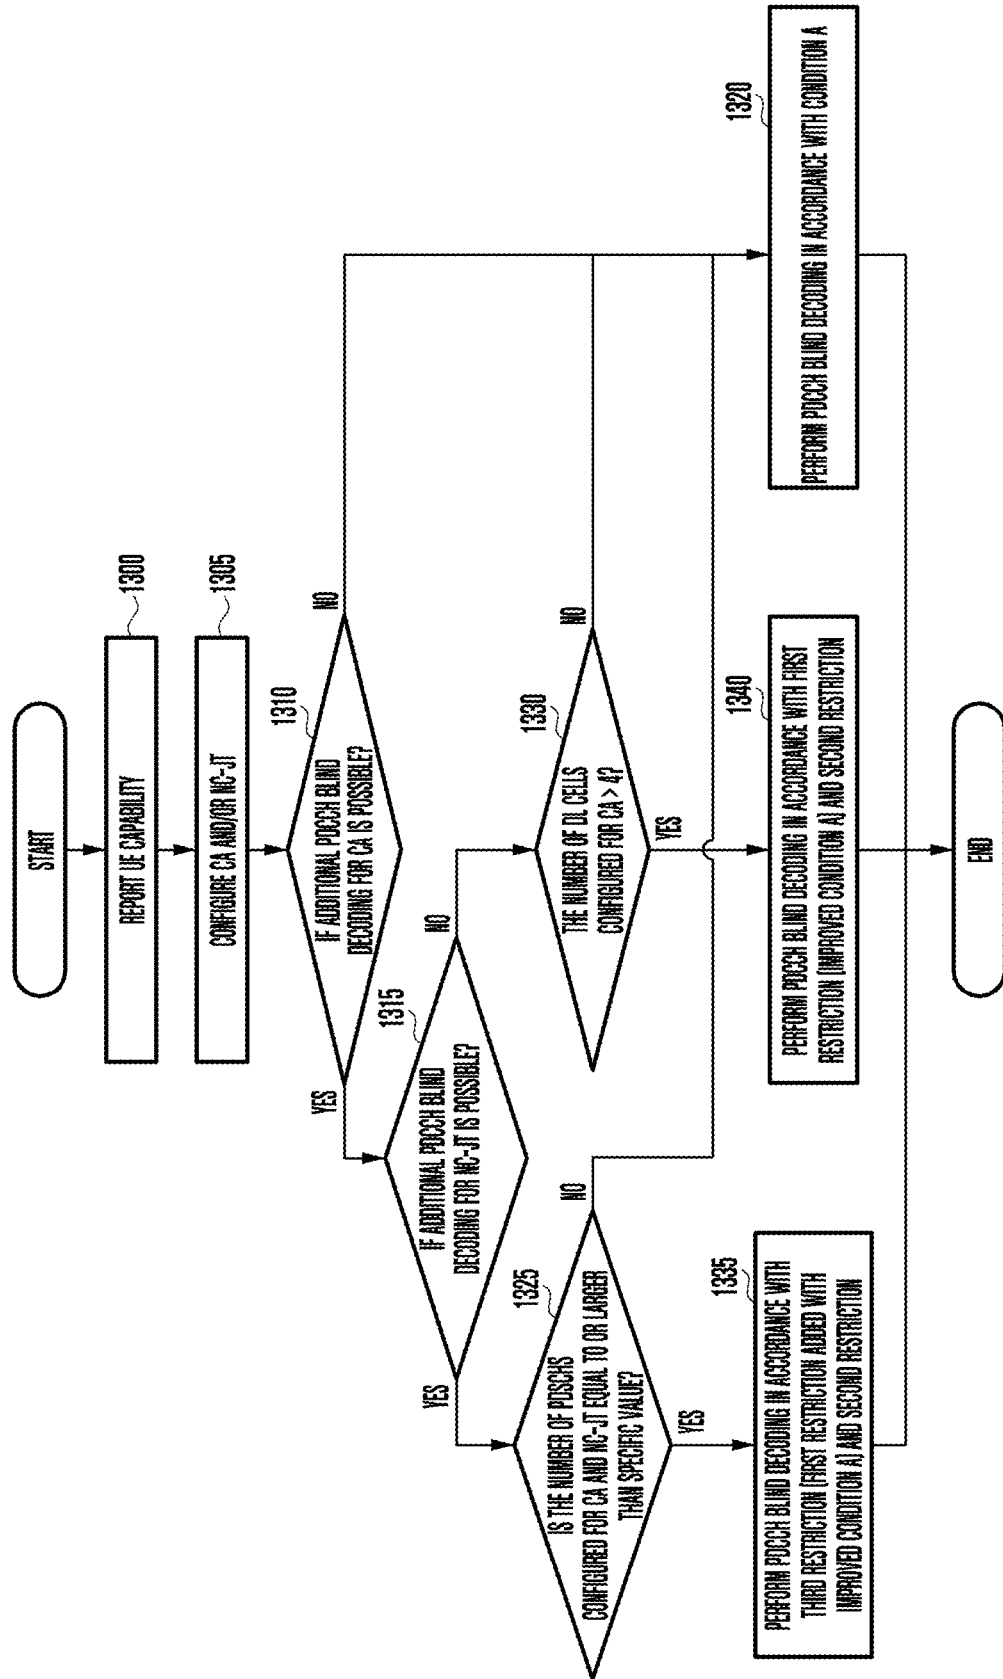 START
REPORT UE CAPABILITY
1300
CONFIGURE CA AND/OR NC-JT
1305
1310
IF ADDITIONAL PDCCH BLIND
DECODING FOR CA IS POSSIBLE?
YES
NO
1315
IF ADDITIONAL PDCCH BLIND
DECODING FOR NC-JT IS POSSIBLE?
YES
NO
1325
IS THE NUMBER OF PDSCHS
CONFIGURED FOR CA AND NC-JT EQUAL TO OR LARGER
THAN SPECIFIC VALUE?
NO
YES
1330
THE NUMBER OF DL CELLS
CONFIGURED FOR CA > 4?
NO
YES
1335
PERFORM PDCCH BLIND DECODING IN ACCORDANCE WITH
THIRD RESTRICTION (FIRST RESTRICTION ADDED WITH
IMPROVED CONDITION A) AND SECOND RESTRICTION
1340
PERFORM PDCCH BLIND DECODING IN ACCORDANCE WITH FIRST
RESTRICTION (IMPROVED CONDITION A) AND SECOND RESTRICTION
1320
PERFORM PDCCH BLIND DECODING IN ACCORDANCE WITH CONDITION A
END